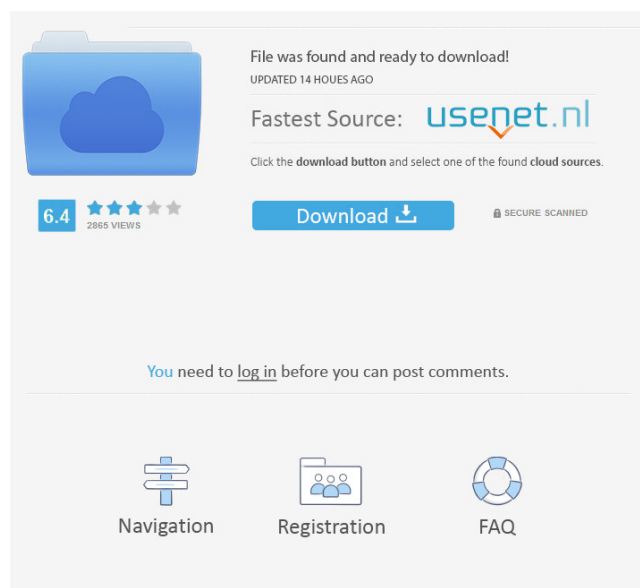 File was found and ready to download!
UPDATED 14 HOUES AGO
Fastest Source: usenet.nl
Click the download button and select one of the found cloud sources.
6.4
2865 VIEWS
Download
SECURE SCANNED
You need to log in before you can post comments.
Navigation
Registration
FAQ